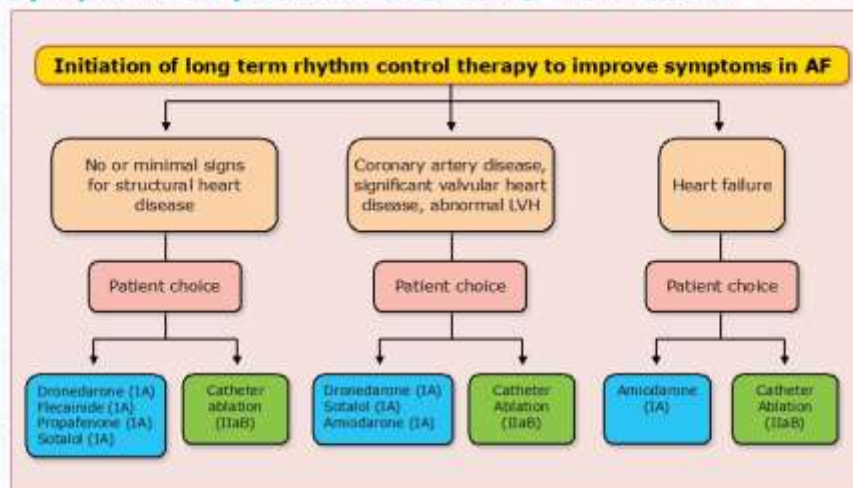 Initiation of long term rhythm control therapy to improve symptoms in AF
No or minimal signs
for structural heart
disease
Coronary artery disease,
significant valvular heart
disease, abnormal LVH
Heart failure
Patient choice
Patient choice
Patient choice
Dronedarone (IA)
Flecainide (IA)
Propafenone (IA)
Sotalol (IA)
Catheter
ablation
(IIaB)
Dronedarone (IA)
Sotalol (IA)
Amiodarone (IA)
Catheter
Ablation
(IIaB)
Amiodarone
(IA)
Catheter
Ablation
(IIaB)